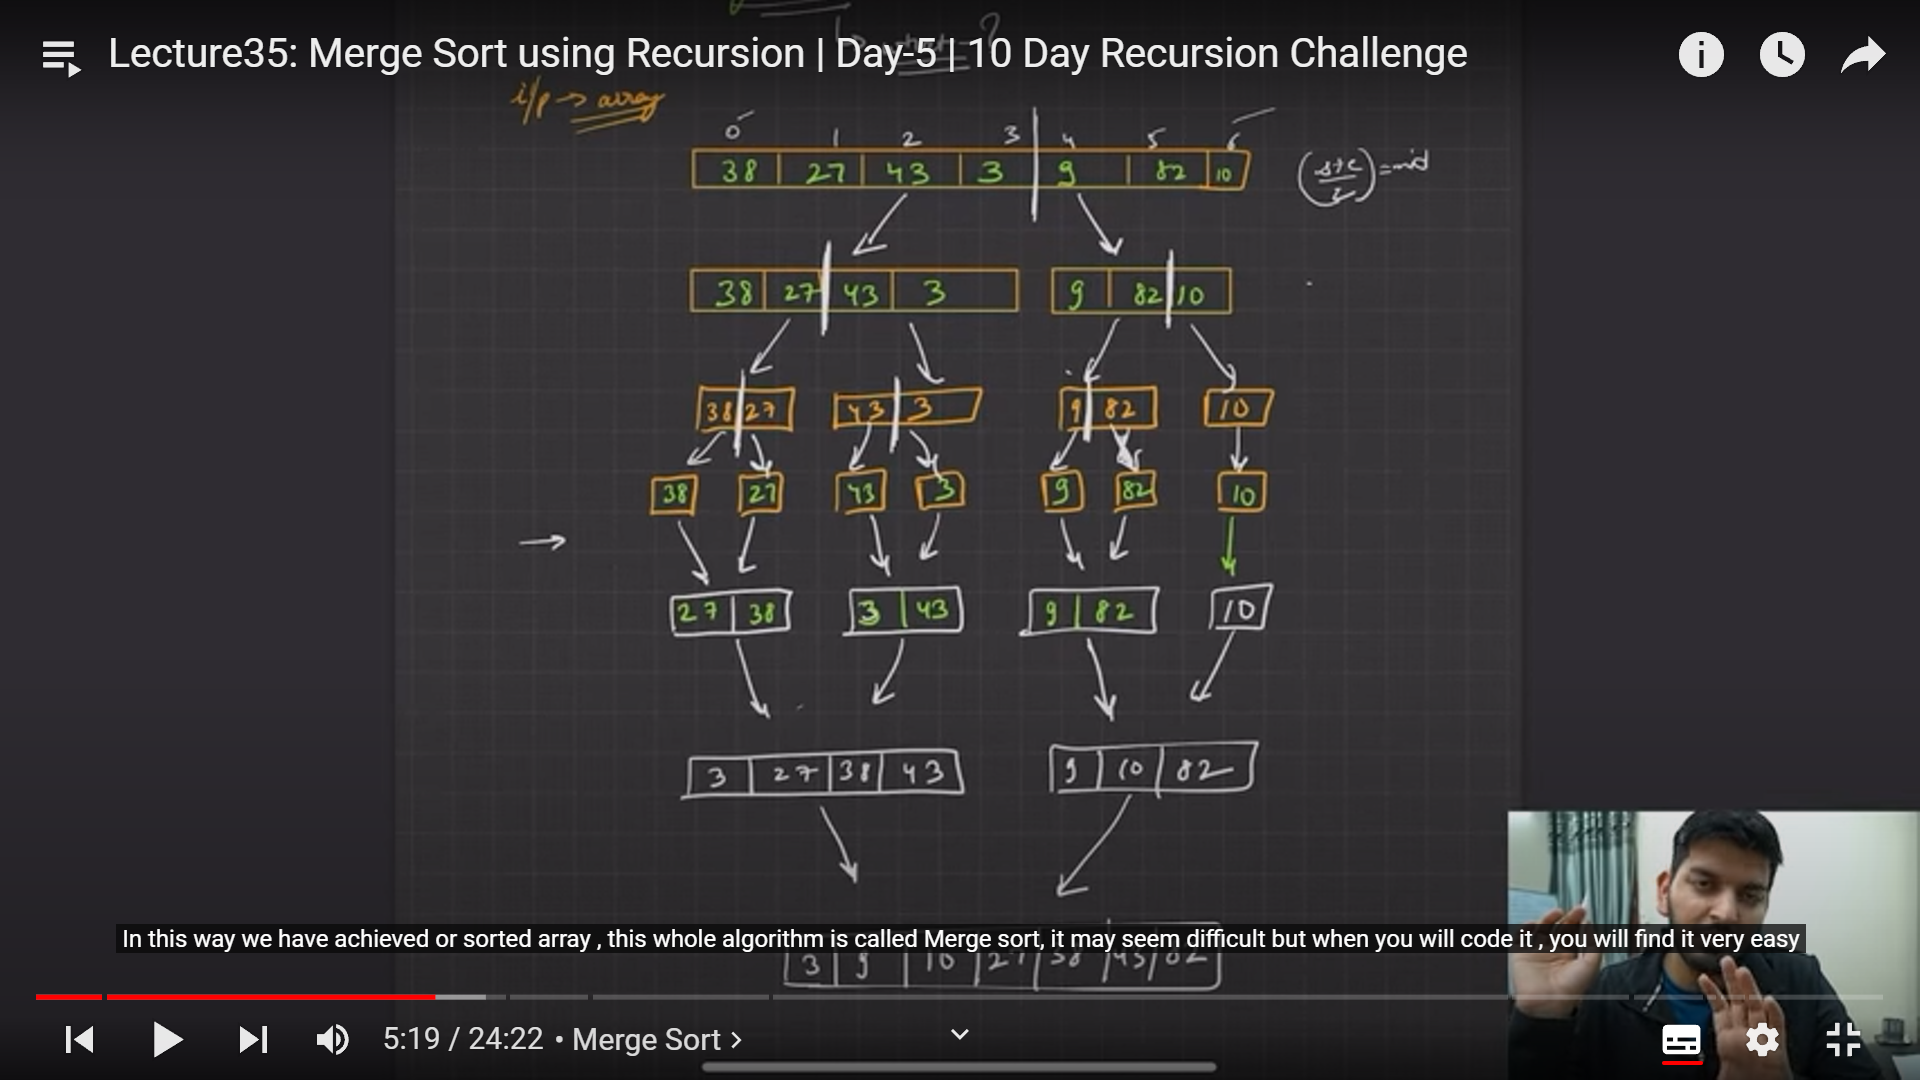 Lecture35: Merge Sort using Recursion | Day-5 | 10 Day Recursion Challenge
i/p → array
0 1 2 3 4 5 6
38 27 43 3 9 82 10
(s+e/2) = mid
38 27 43 3 9 82 10
38 27 43 3 9 82 10
38 27 43 3 9 82 10
27 38 3 43 9 82 10
3 27 38 43 9 10 82
In this way we have achieved or sorted array , this whole algorithm is called Merge sort, it may seem difficult but when you will code it , you will find it very easy
3 9 10 27 38 43 82
5:19 / 24:22 • Merge Sort >